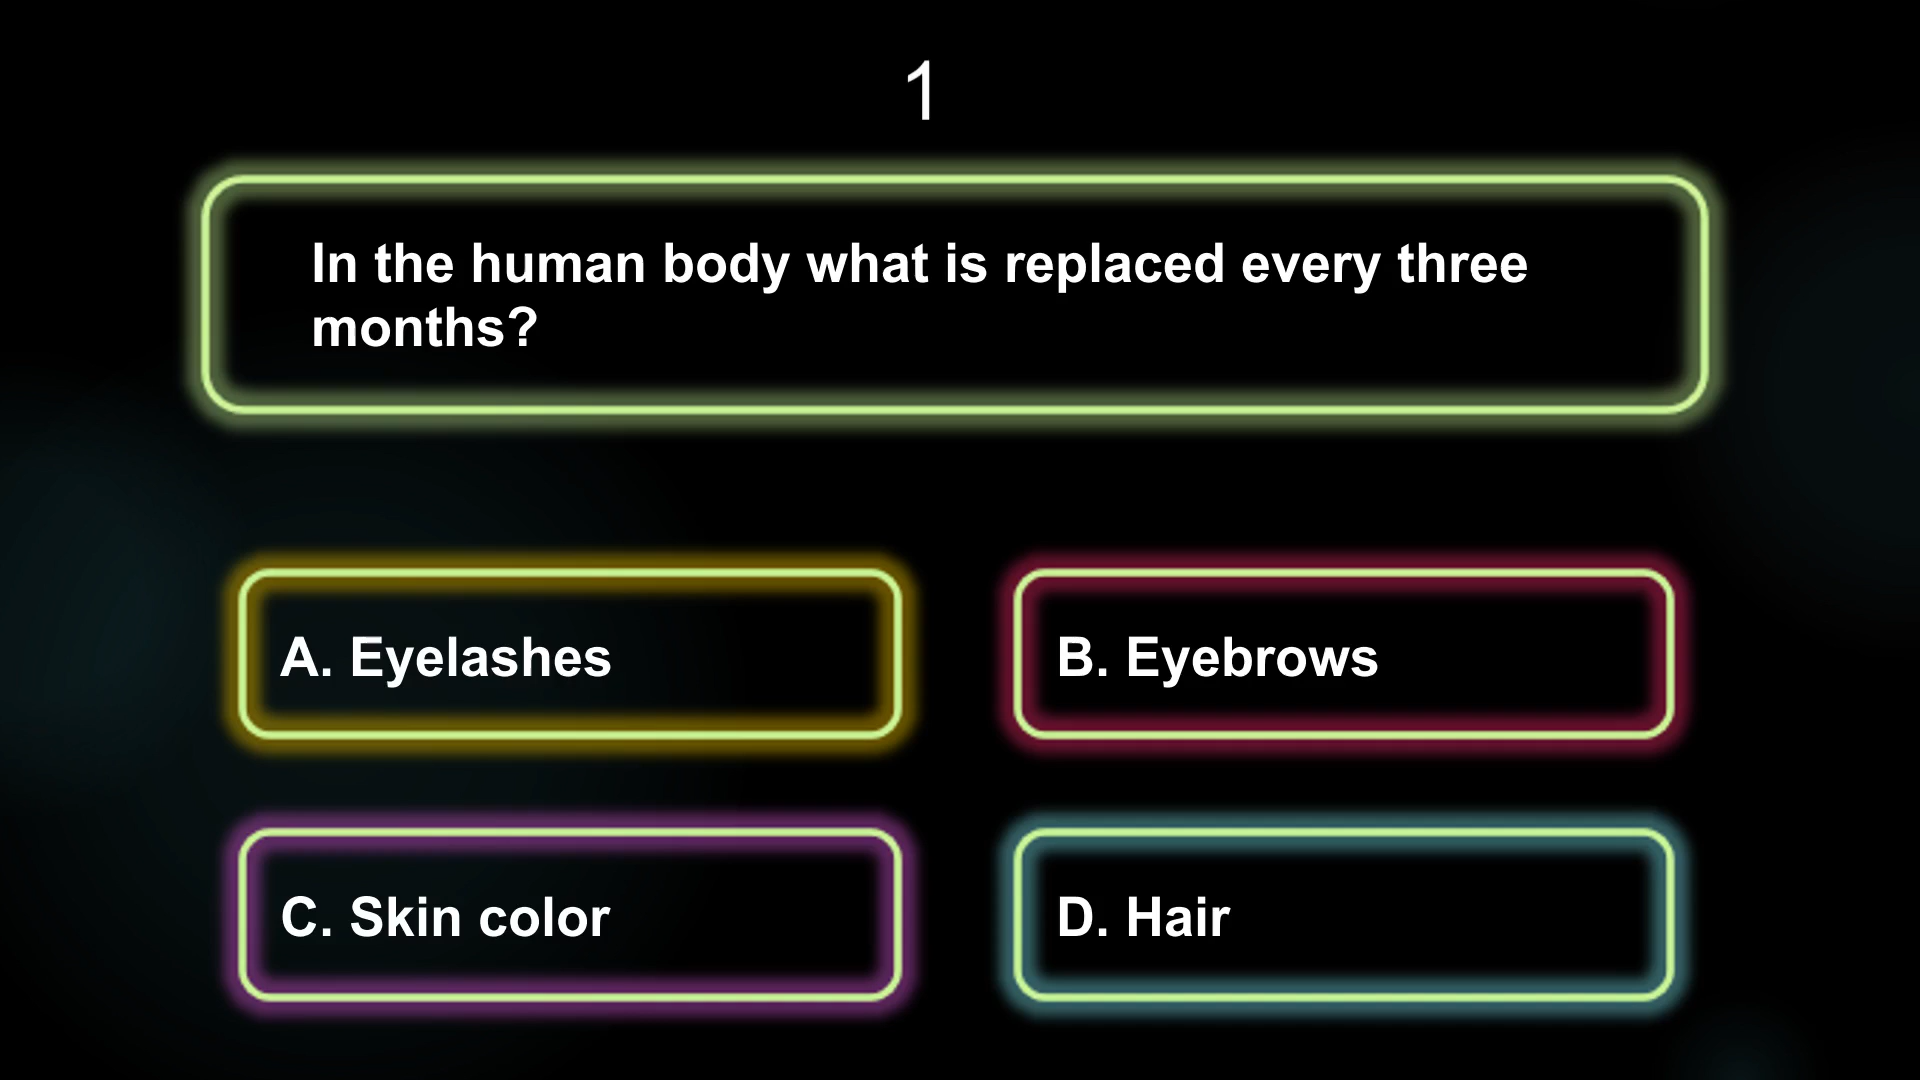 1
In the human body what is replaced every three
months?
A. Eyelashes
B. Eyebrows
C. Skin color
D. Hair